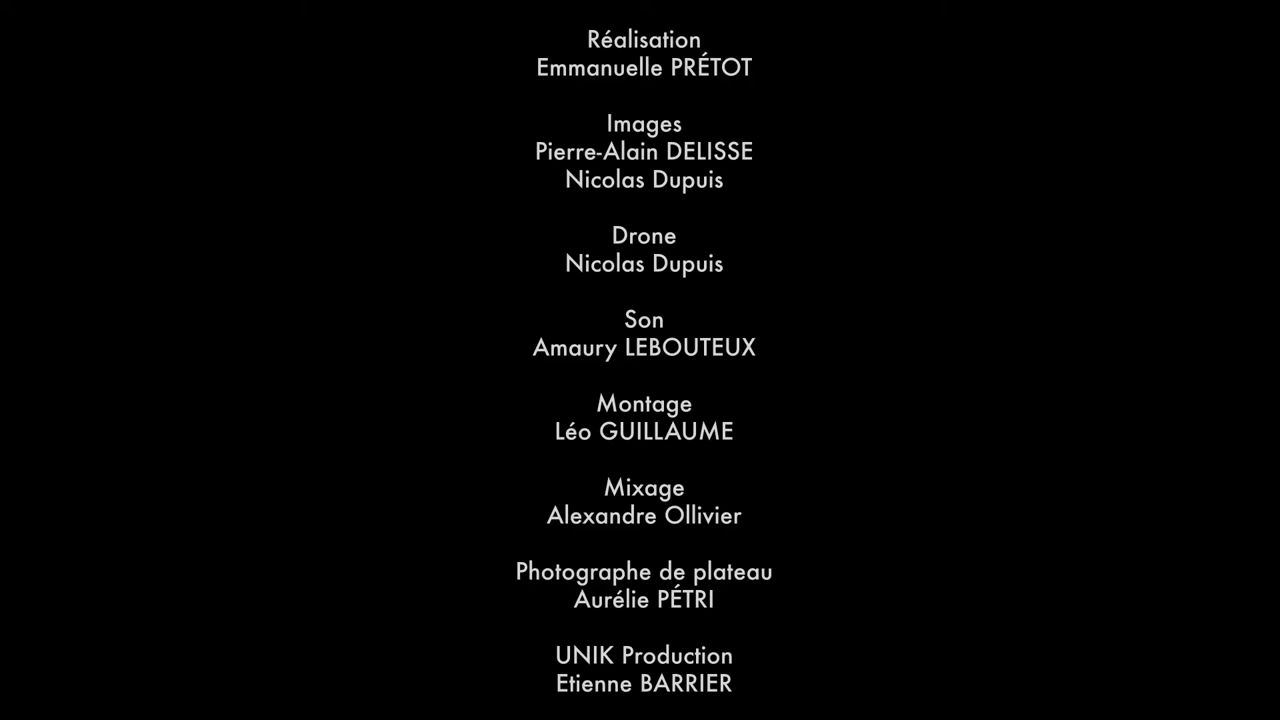 Réalisation
Emmanuelle PRÉTOT
Images
Pierre-Alain DELISSE
Nicolas Dupuis
Drone
Nicolas Dupuis
Son
Amaury LEBOUTEUX
Montage
Léo GUILLAUME
Mixage
Alexandre Ollivier
Photographe de plateau
Aurélie PÉTRI
UNIK Production
Etienne BARRIER